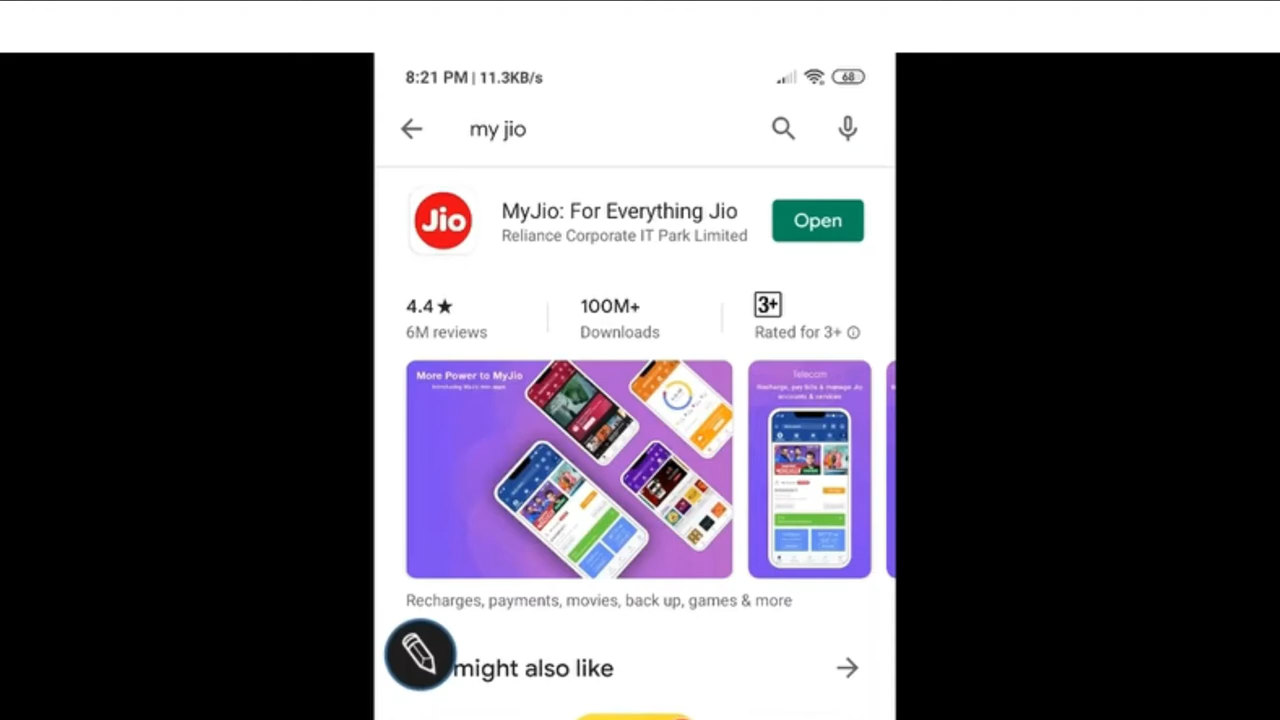 8:21 PM | 11.3KB/s
68
my jio
Jio
MyJio: For Everything Jio
Reliance Corporate IT Park Limited
Open
4.4★
6M reviews
100M+
Downloads
3+
Rated for 3+
More Power to MyJio
Telecom
Recharge, pay bills & manage Jio
accounts & services
Recharges, payments, movies, back up, games & more
might also like